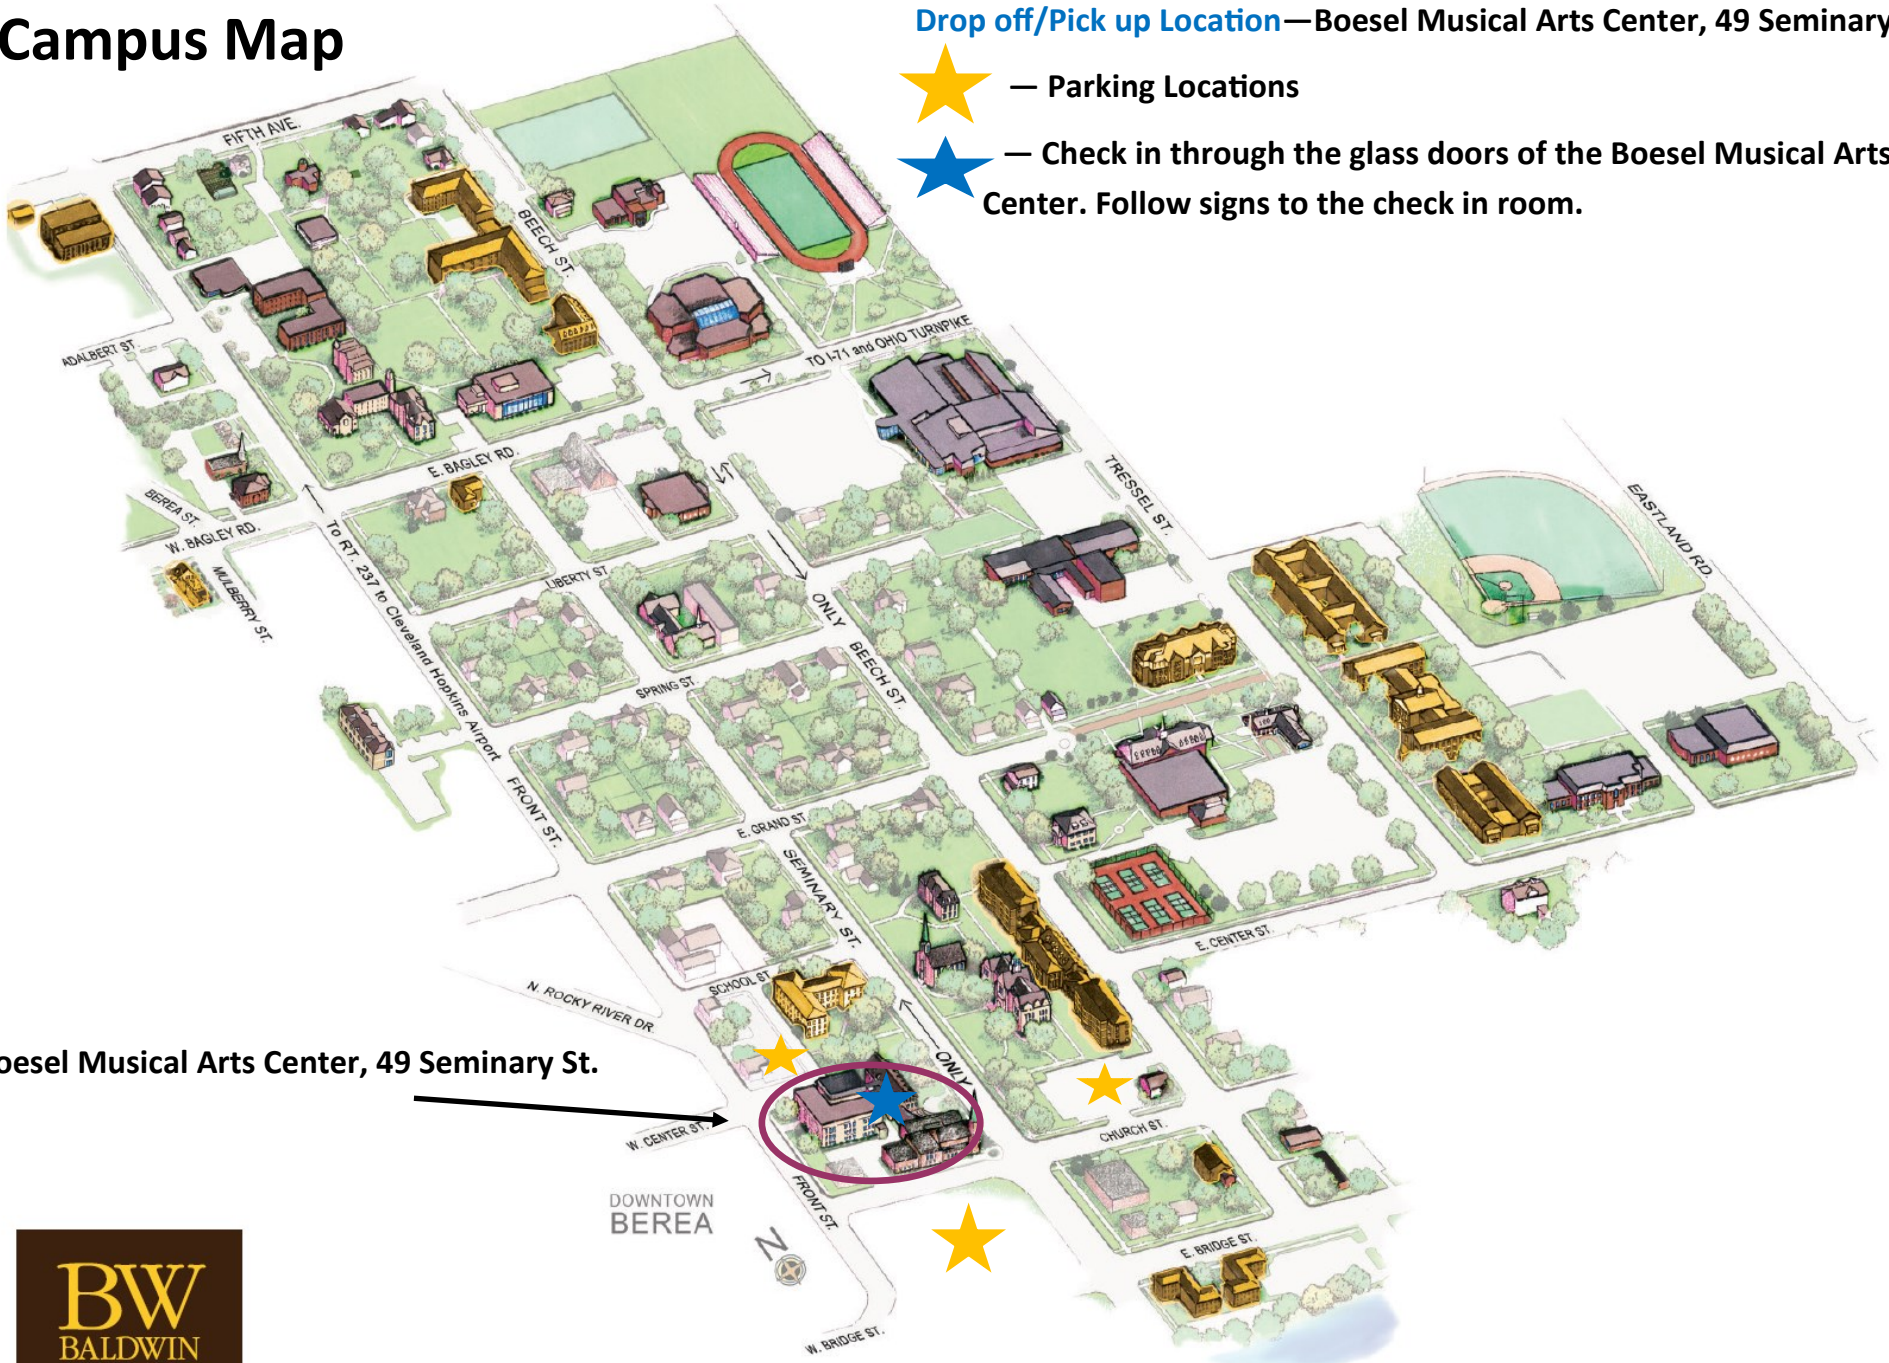 Campus Map
Drop off/Pick up Location—Boesel Musical Arts Center, 49 Seminary
— Parking Locations
— Check in through the glass doors of the Boesel Musical Arts
Center. Follow signs to the check in room.
FIFTH AVE.
BEECH ST.
ADALBERT ST.
TO I-71 and OHIO TURNPIKE
E. BAGLEY RD.
BEREA ST.
W. BAGLEY RD.
MULBERRY ST.
To RT. 237 to Cleveland Hopkins Airport
LIBERTY ST
TRESSEL ST.
EASTLAND RD.
ONLY
BEECH ST.
SPRING ST.
FRONT ST.
E. GRAND ST
SEMINARY ST.
E. CENTER ST.
SCHOOL ST
N. ROCKY RIVER DR
ONLY
oesel Musical Arts Center, 49 Seminary St.
W. CENTER ST.
CHURCH ST.
FRONT ST.
DOWNTOWN
BEREA
N
E. BRIDGE ST.
W. BRIDGE ST.
BW
BALDWIN